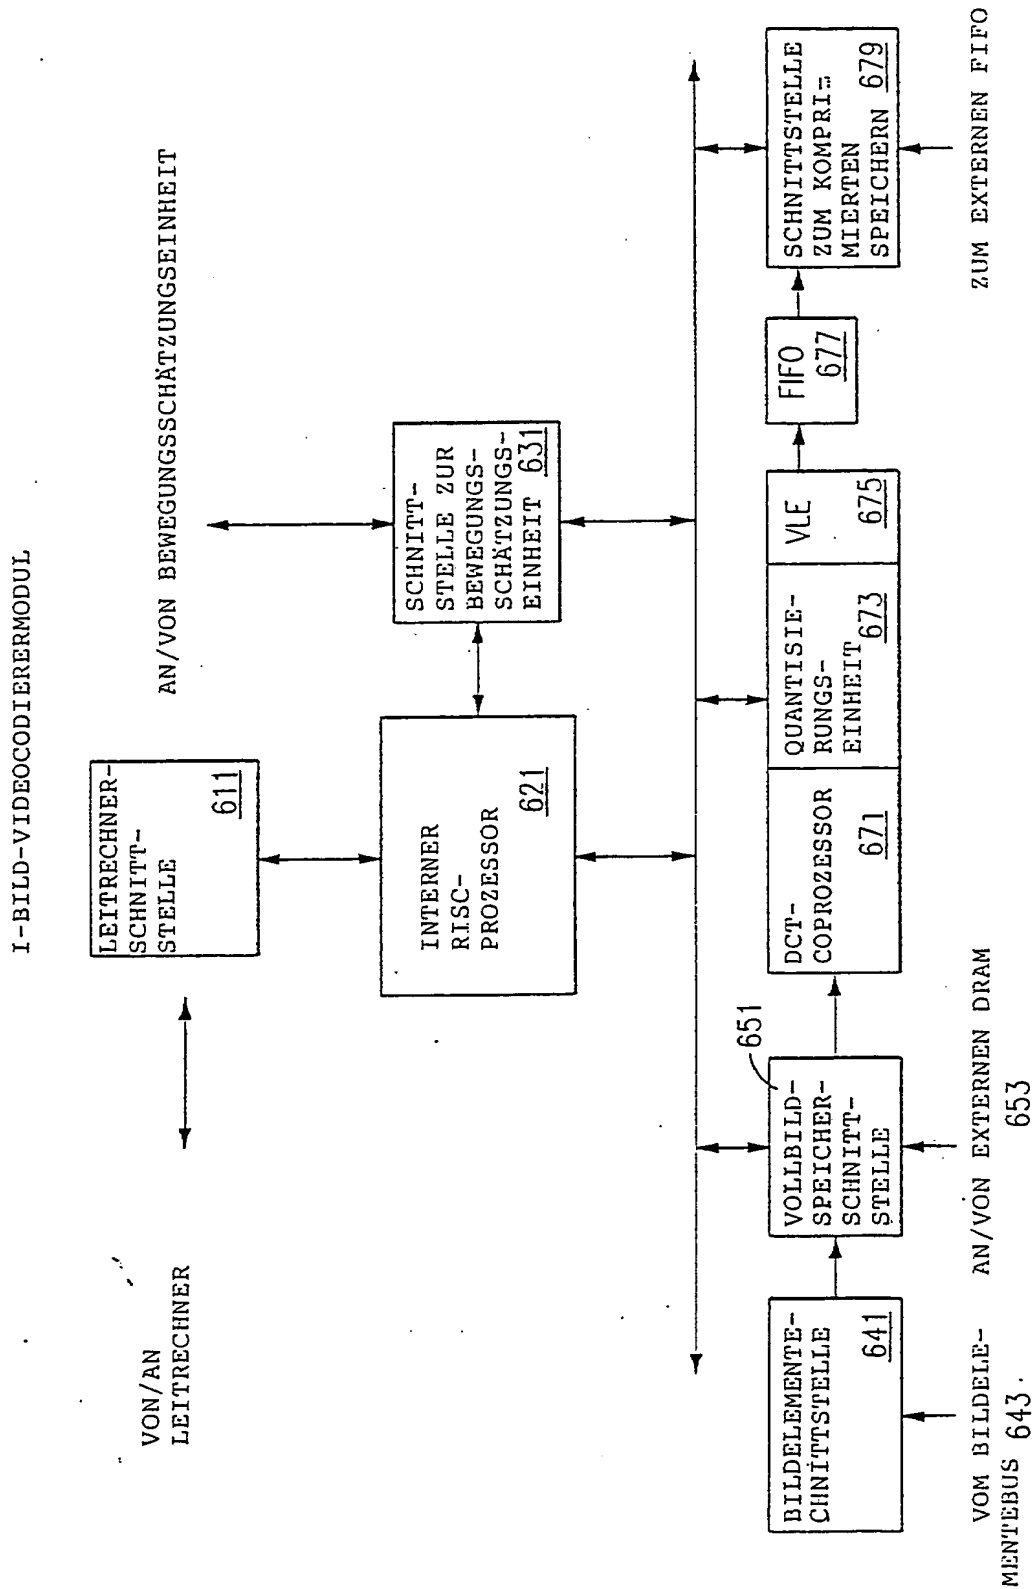 I-BILD-VIDEOCODIERERMODUL
VON/AN
LEITRECHNER
LEITRECHNER-
SCHNITT-
STELLE
611
AN/VON BEWEGUNGSSCHÄTZUNGSEINHEIT
INTERNER
RISC-
PROZESSOR
621
SCHNITT-
STELLE ZUR
BEWEGUNGS-
SCHÄTZUNGS-
EINHEIT 631
BILDELEMENTE-
CHNITTSTELLE
641
651
VOLLBILD-
SPEICHER-
SCHNITT-
STELLE
DCT-
COPROZESSOR
671
QUANTISIE-
RUNGS-
EINHEIT 673
VLE
675
FIFO
677
SCHNITTSTELLE
ZUM KOMPRI-
MIERTEN
SPEICHERN 679
VOM BILDELE-
MENTEBUS 643
AN/VON EXTERNEN DRAM
653
ZUM EXTERNEN FIFO